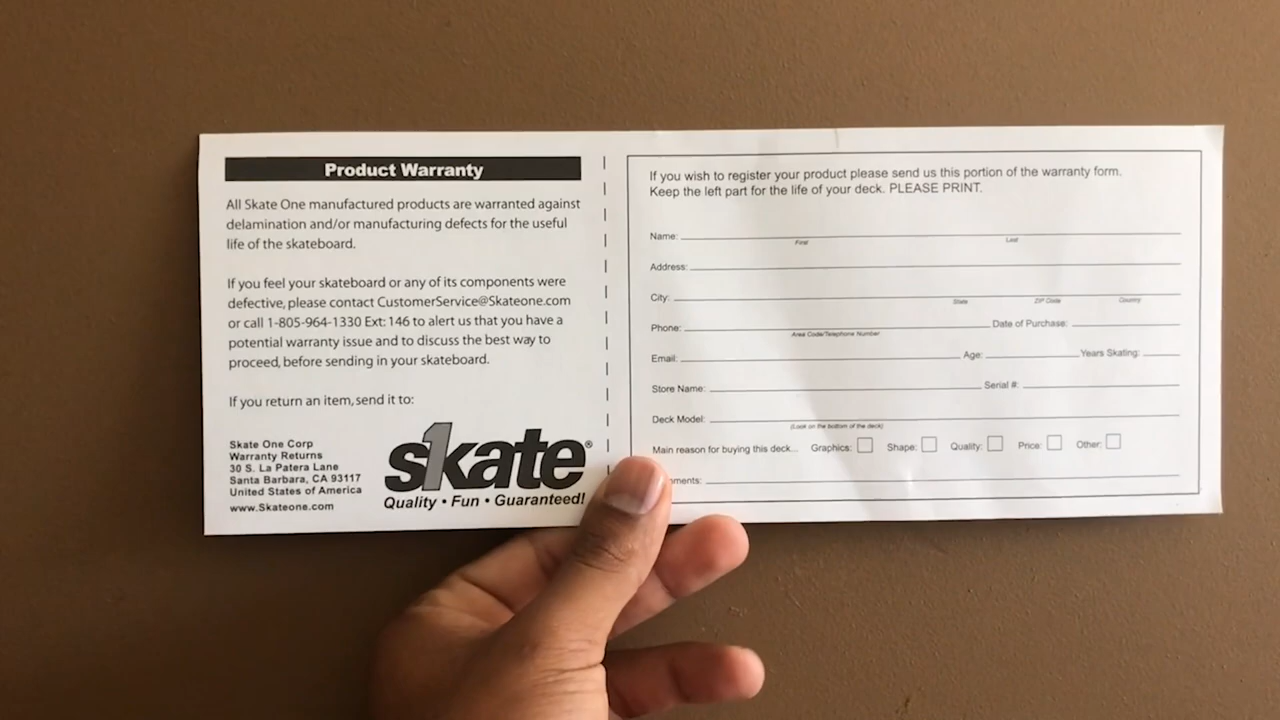 Product Warranty
All Skate One manufactured products are warranted against
delamination and/or manufacturing defects for the useful
life of the skateboard.
If you feel your skateboard or any of its components were
defective, please contact CustomerService@Skateone.com
or call 1-805-964-1330 Ext: 146 to alert us that you have a
potential warranty issue and to discuss the best way to
proceed, before sending in your skateboard.
If you return an item, send it to:
Skate One Corp
Warranty Returns
30 S. La Patera Lane
Santa Barbara, CA 93117
United States of America
www.Skateone.com
s1kate®
Quality • Fun • Guaranteed!
If you wish to register your product please send us this portion of the warranty form.
Keep the left part for the life of your deck. PLEASE PRINT.
Name:
First Last
Address:
City:
State ZIP Code Country
Phone: Date of Purchase:
Area Code/Telephone Number
Email: Age: Years Skating:
Store Name: Serial #:
Deck Model:
(Look on the bottom of the deck)
Main reason for buying this deck... Graphics: Shape: Quality: Price: Other:
ments: